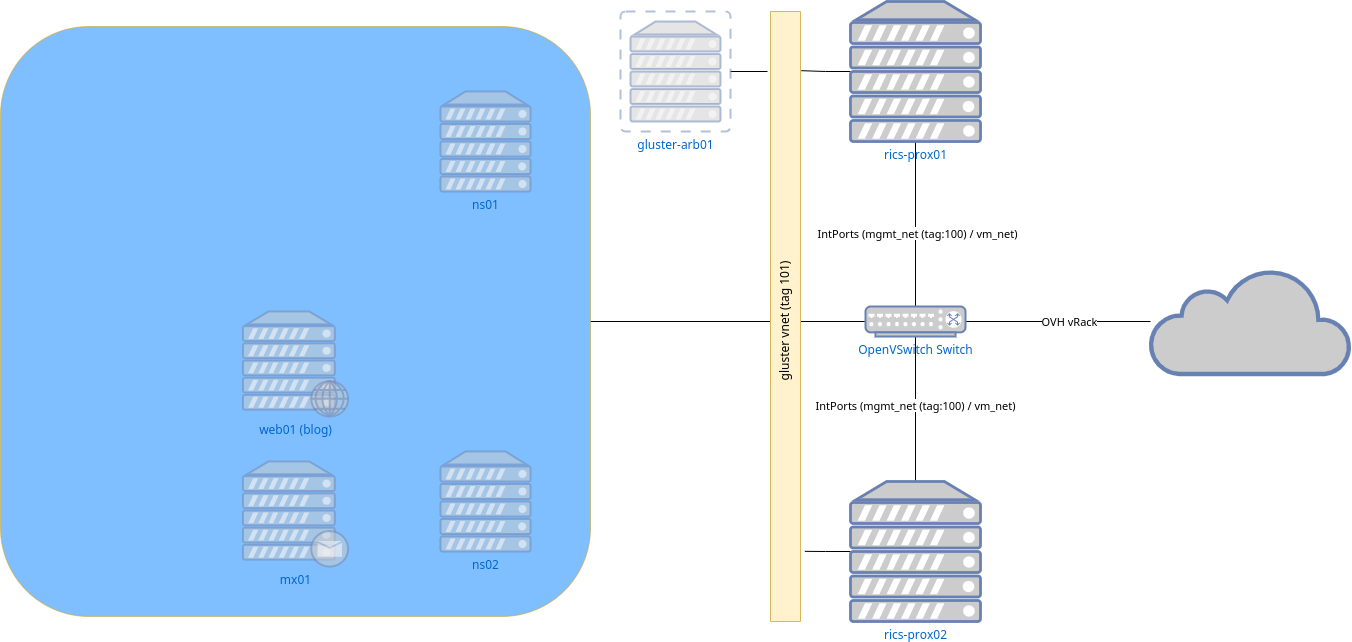 gluster-arb01
rics-prox01
ns01
IntPorts (mgmt_net (tag:100) / vm_net)
gluster vnet (tag 101)
OVH vRack
OpenVSwitch Switch
IntPorts (mgmt_net (tag:100) / vm_net)
web01 (blog)
ns02
mx01
rics-prox02